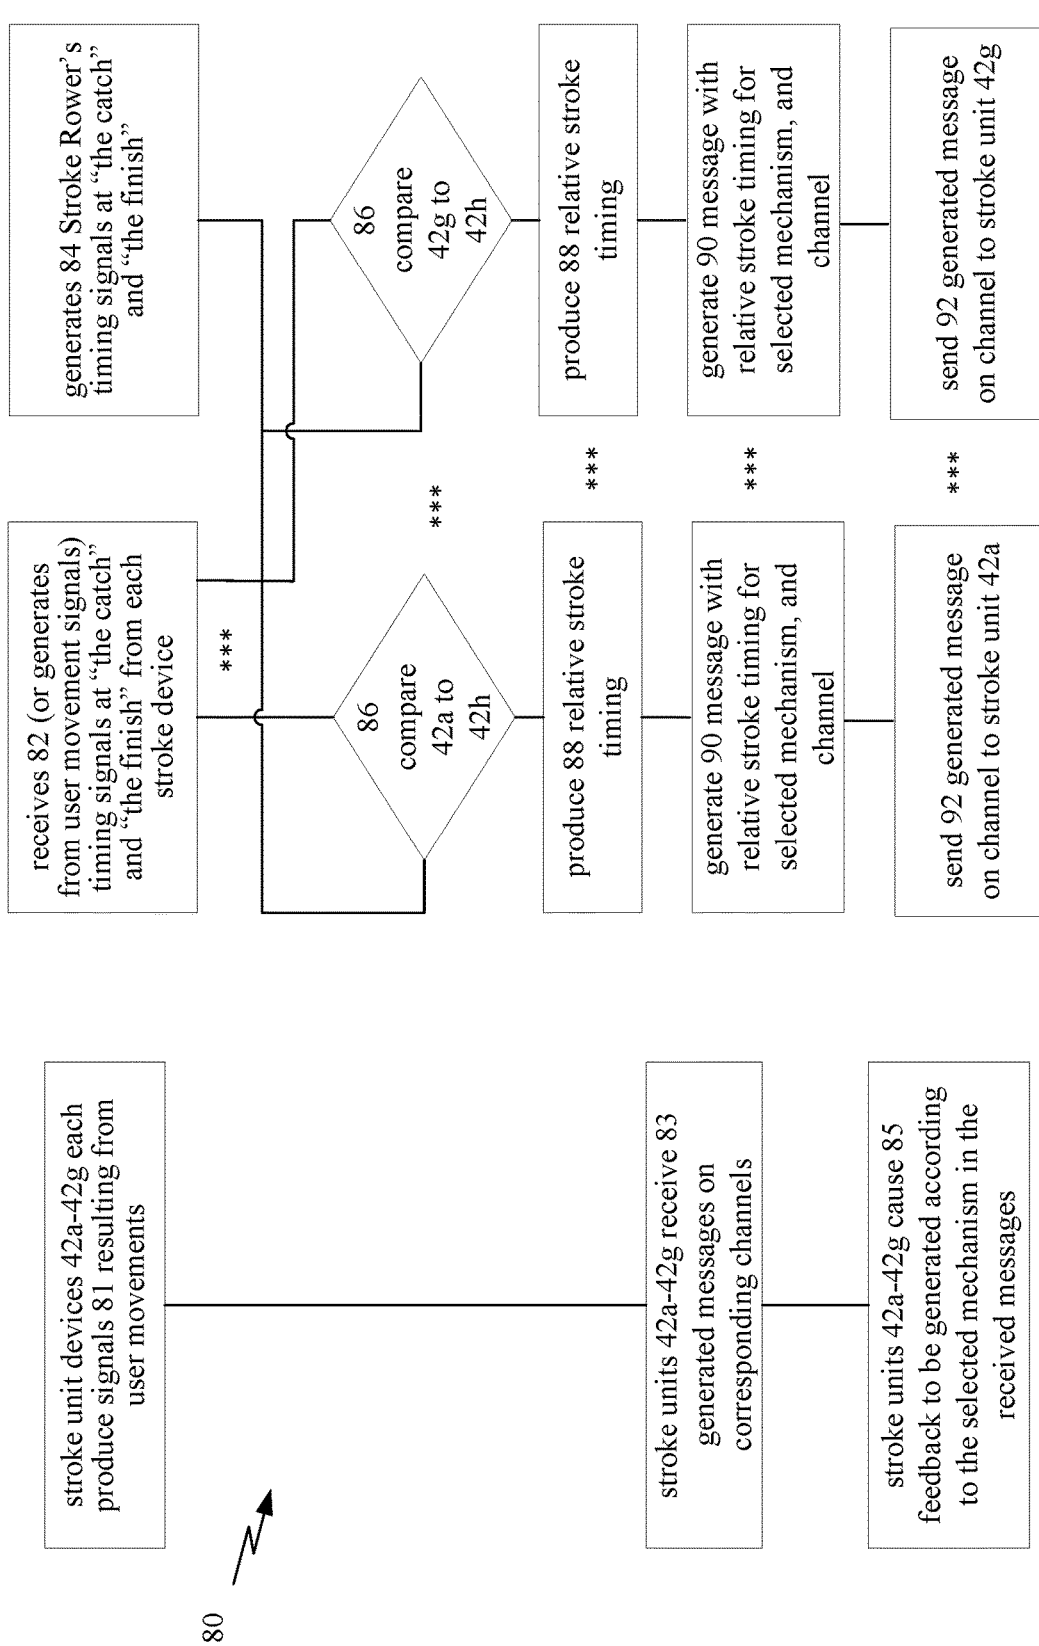 80
stroke unit devices 42a-42g each
produce signals 81 resulting from
user movements
stroke units 42a-42g receive 83
generated messages on
corresponding channels
stroke units 42a-42g cause 85
feedback to be generated according
to the selected mechanism in the
received messages
receives 82 (or generates
from user movement signals)
timing signals at “the catch”
and “the finish” from each
stroke device
generates 84 Stroke Rower’s
timing signals at “the catch”
and “the finish”
***
86
compare
42a to
42h
***
86
compare
42g to
42h
produce 88 relative stroke
timing
***
produce 88 relative stroke
timing
generate 90 message with
relative stroke timing for
selected mechanism, and
channel
***
generate 90 message with
relative stroke timing for
selected mechanism, and
channel
send 92 generated message
on channel to stroke unit 42a
***
send 92 generated message
on channel to stroke unit 42g